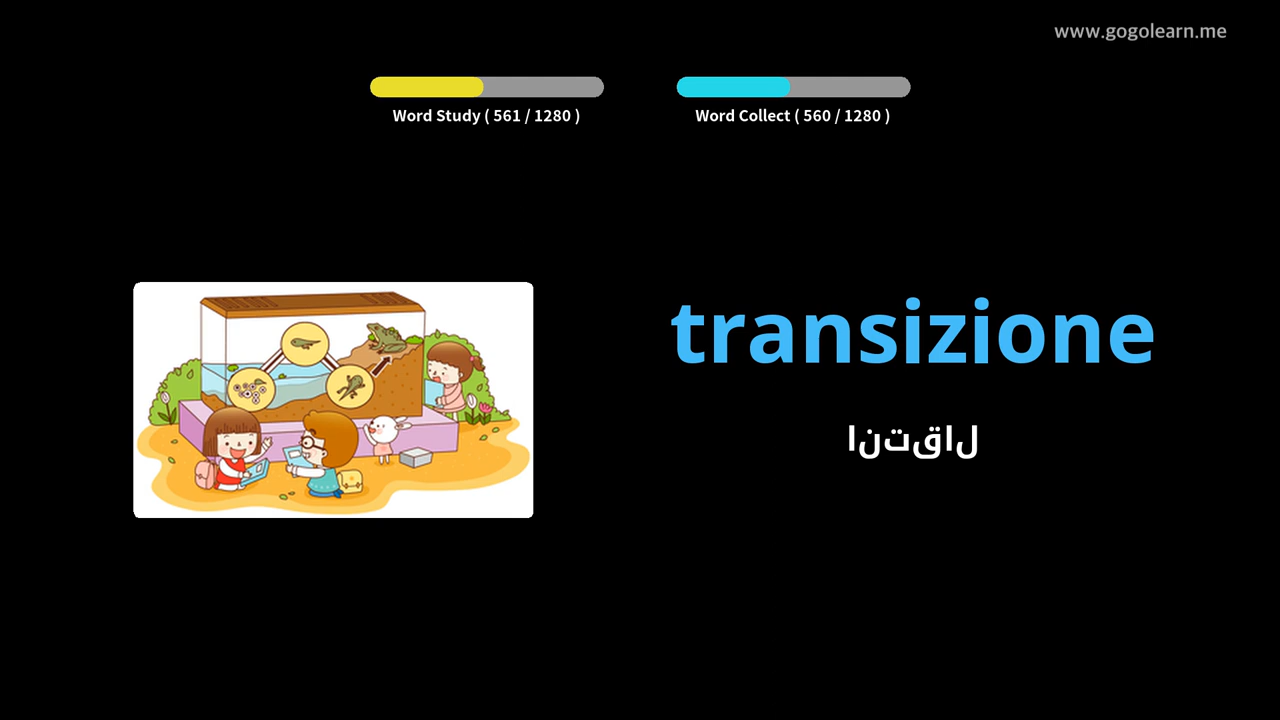 www.gogolearn.me
Word Study ( 561 / 1280 )
Word Collect ( 560 / 1280 )
transizione
انتقال